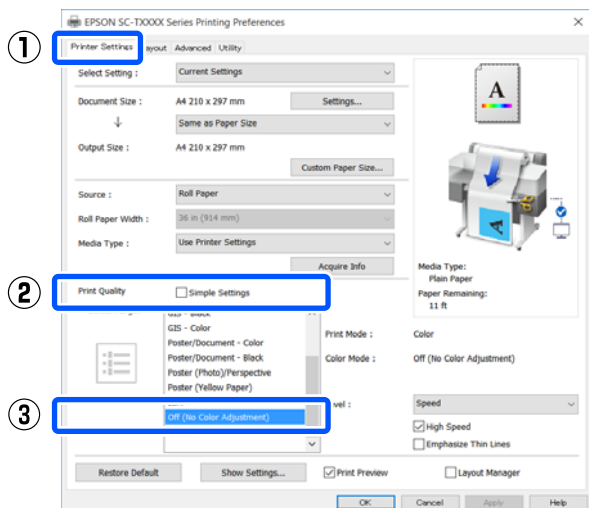 EPSON SC-TXXXX Series Printing Preferences
1
Printer Settings ayout Advanced Utility
Select Setting : Current Settings
Document Size : A4 210 x 297 mm Settings...
Same as Paper Size
Output Size : A4 210 x 297 mm
Custom Paper Size...
A
Source : Roll Paper
Roll Paper Width : 36 in (914 mm)
Media Type : Use Printer Settings
Acquire Info
Media Type:
Plain Paper
Paper Remaining:
11 ft
2
Print Quality Simple Settings
GIS - Color
Poster/Document - Color
Poster/Document - Black
Poster (Photo)/Perspective
Poster (Yellow Paper)
3
Off (No Color Adjustment)
Print Mode : Color
Color Mode : Off (No Color Adjustment)
vel : Speed
High Speed
Emphasize Thin Lines
Restore Default Show Settings... Print Preview Layout Manager
OK Cancel Apply Help